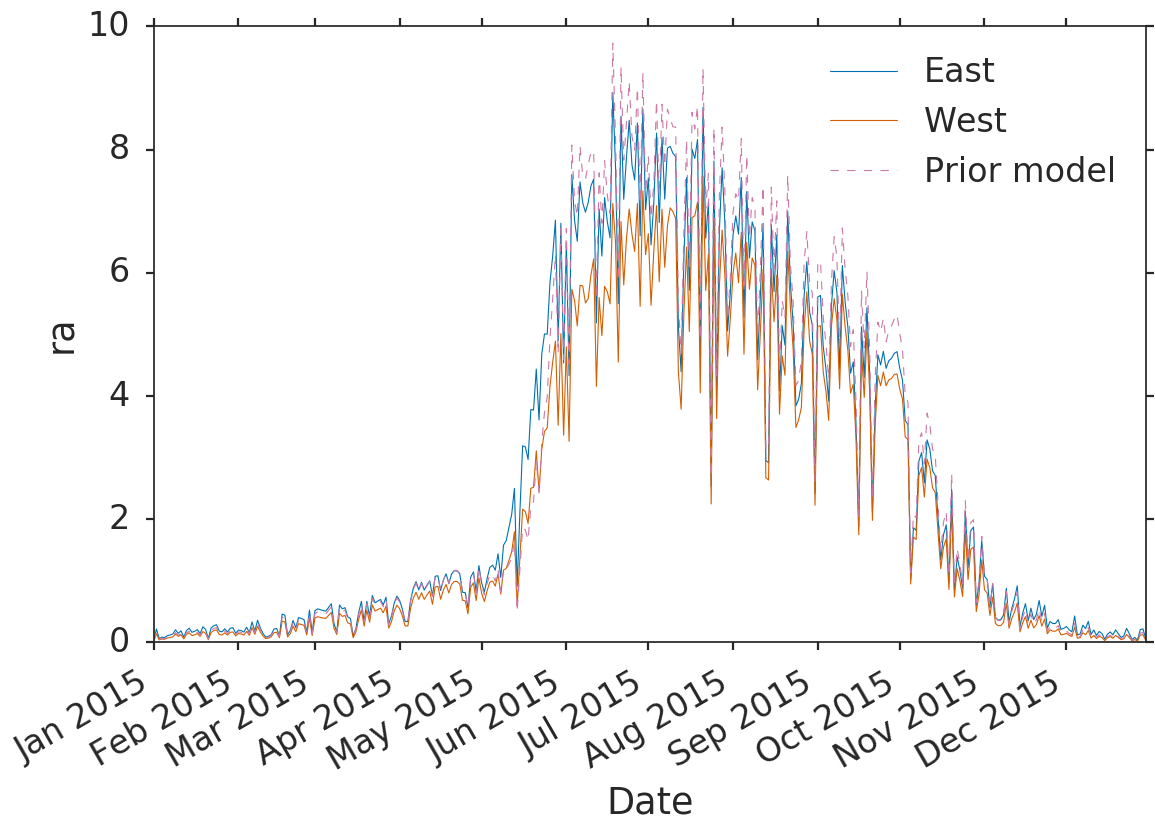 10
8
6
4
2
0
ra
East
West
Prior model
Jan 2015
Feb 2015
Mar 2015
Apr 2015
May 2015
Jun 2015
Jul 2015
Aug 2015
Sep 2015
Oct 2015
Nov 2015
Dec 2015
Date